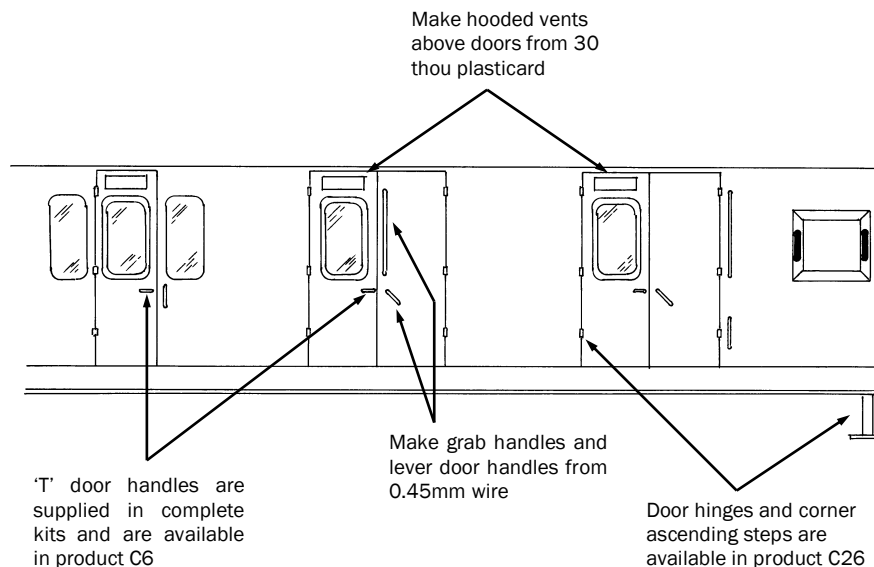 Make hooded vents
above doors from 30
thou plasticard
Make grab handles and
lever door handles from
0.45mm wire
‘T’ door handles are
supplied in complete
kits and are available
in product C6
Door hinges and corner
ascending steps are
available in product C26